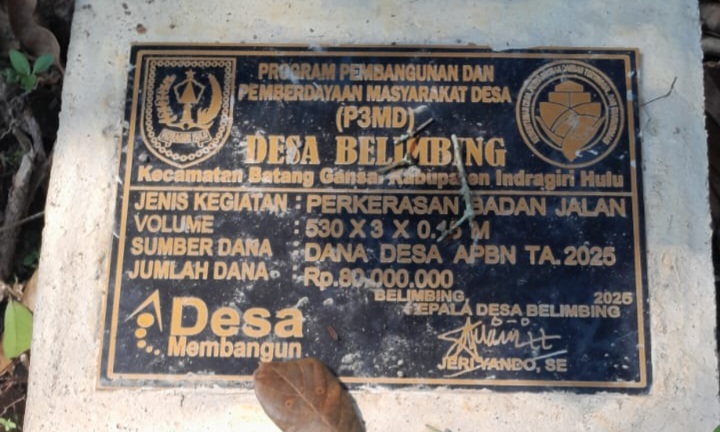 PROGRAM PEMBANGUNAN DAN
PEMBERDAYAAN MASYARAKAT DESA
(P3MD)
DESA BELIMBING
Kecamatan Batang Gansal Kabupaten Indragiri Hulu
JENIS KEGIATAN : PERKERASAN BADAN JALAN
VOLUME : 530 X 3 X 0.15 M
SUMBER DANA : DANA DESA APBN TA. 2025
JUMLAH DANA : Rp.80.000.000
BELIMBING, 2025
KEPALA DESA BELIMBING
Desa
Membangun
JERI YANDO, SE